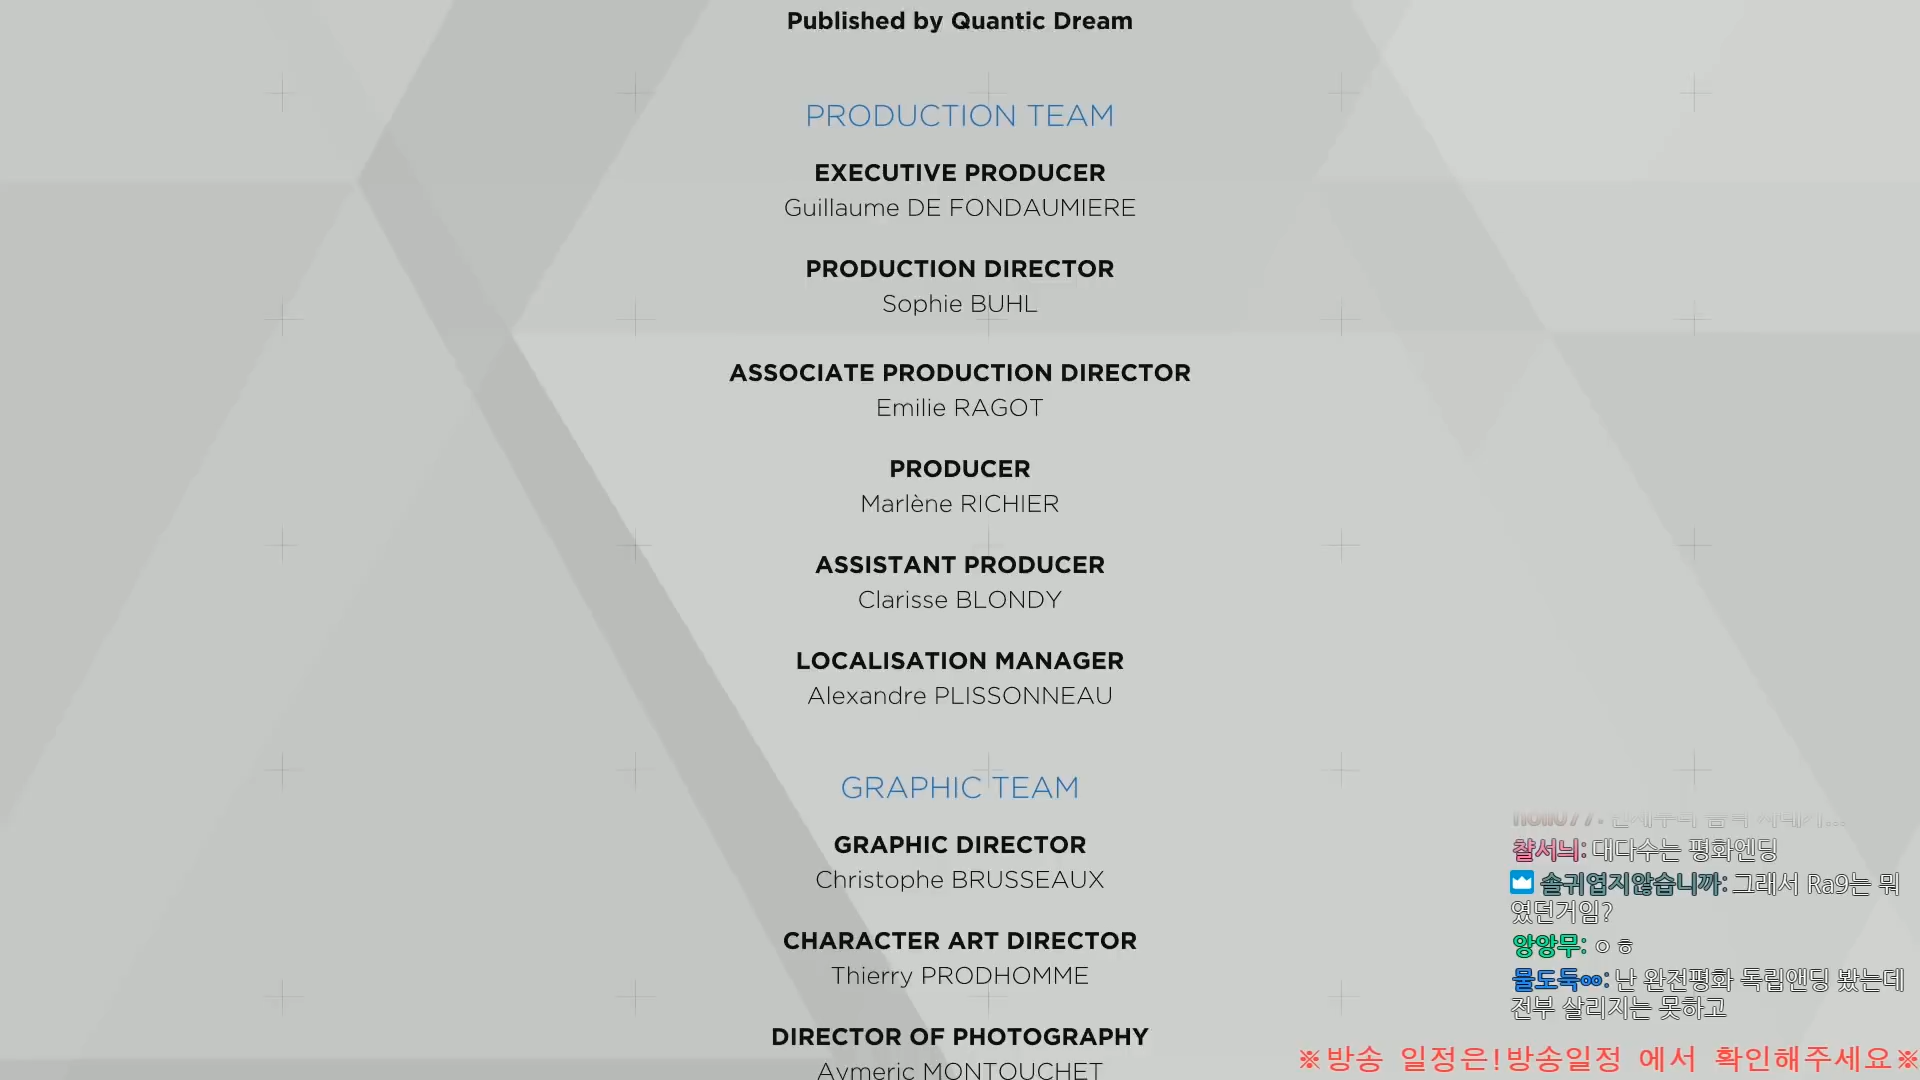 Published by Quantic Dream
PRODUCTION TEAM
EXECUTIVE PRODUCER
Guillaume DE FONDAUMIERE
PRODUCTION DIRECTOR
Sophie BUHL
ASSOCIATE PRODUCTION DIRECTOR
Emilie RAGOT
PRODUCER
Marlène RICHIER
ASSISTANT PRODUCER
Clarisse BLONDY
LOCALISATION MANAGER
Alexandre PLISSONNEAU
GRAPHIC TEAM
GRAPHIC DIRECTOR
Christophe BRUSSEAUX
CHARACTER ART DIRECTOR
Thierry PRODHOMME
DIRECTOR OF PHOTOGRAPHY
Aymeric MONTOUCHET
찰서늬: 대다수는 평화엔딩
솔귀엽지않습니까: 그래서 Ra9는 뭐
였던거임?
앙앙무: ㅇㅎ
물도둑∞: 난 완전평화 독립앤딩 봤는데
전부 살리지는 못하고
※방송 일정은!방송일정 에서 확인해주세요※